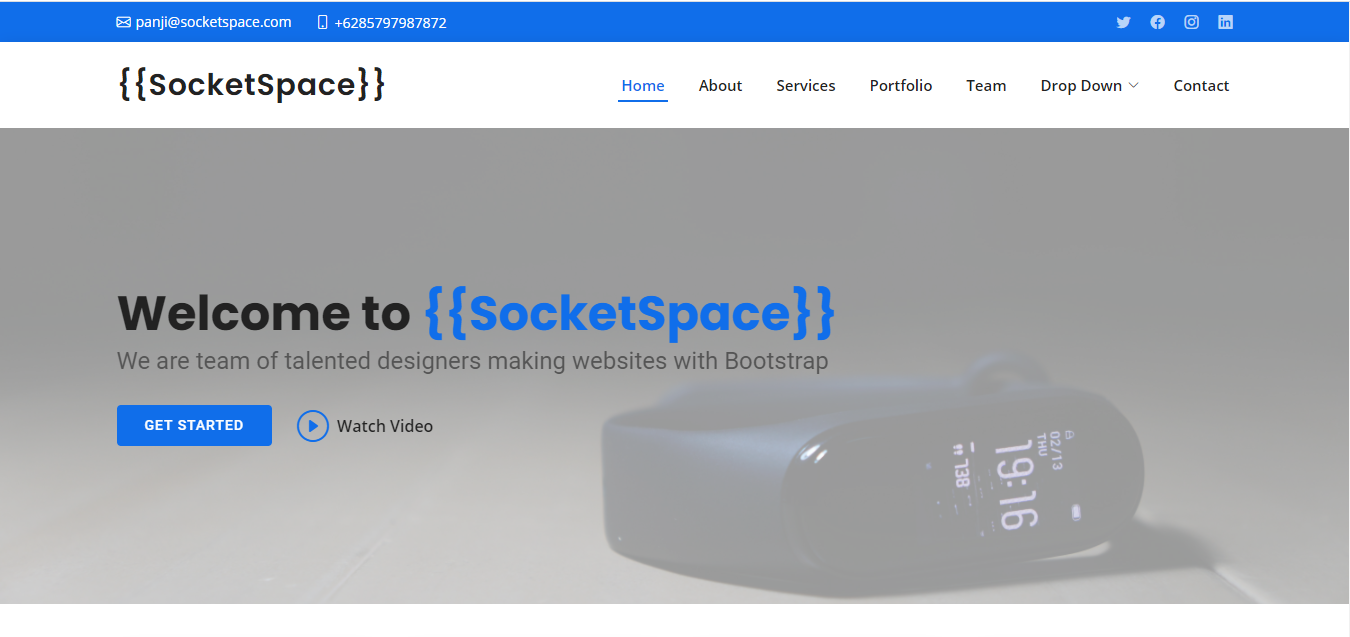 panji@socketspace.com +6285797987872
{{SocketSpace}} Home About Services Portfolio Team Drop Down Contact
Welcome to {{SocketSpace}}
We are team of talented designers making websites with Bootstrap
GET STARTED Watch Video
02/13
THU
19:16
738